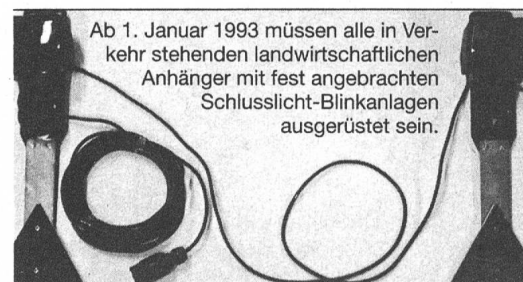 Ab 1. Januar 1993 müssen alle in Ver-
kehr stehenden landwirtschaftlichen
Anhänger mit fest angebrachten
Schlusslicht-Blinkanlagen
ausgerüstet sein.